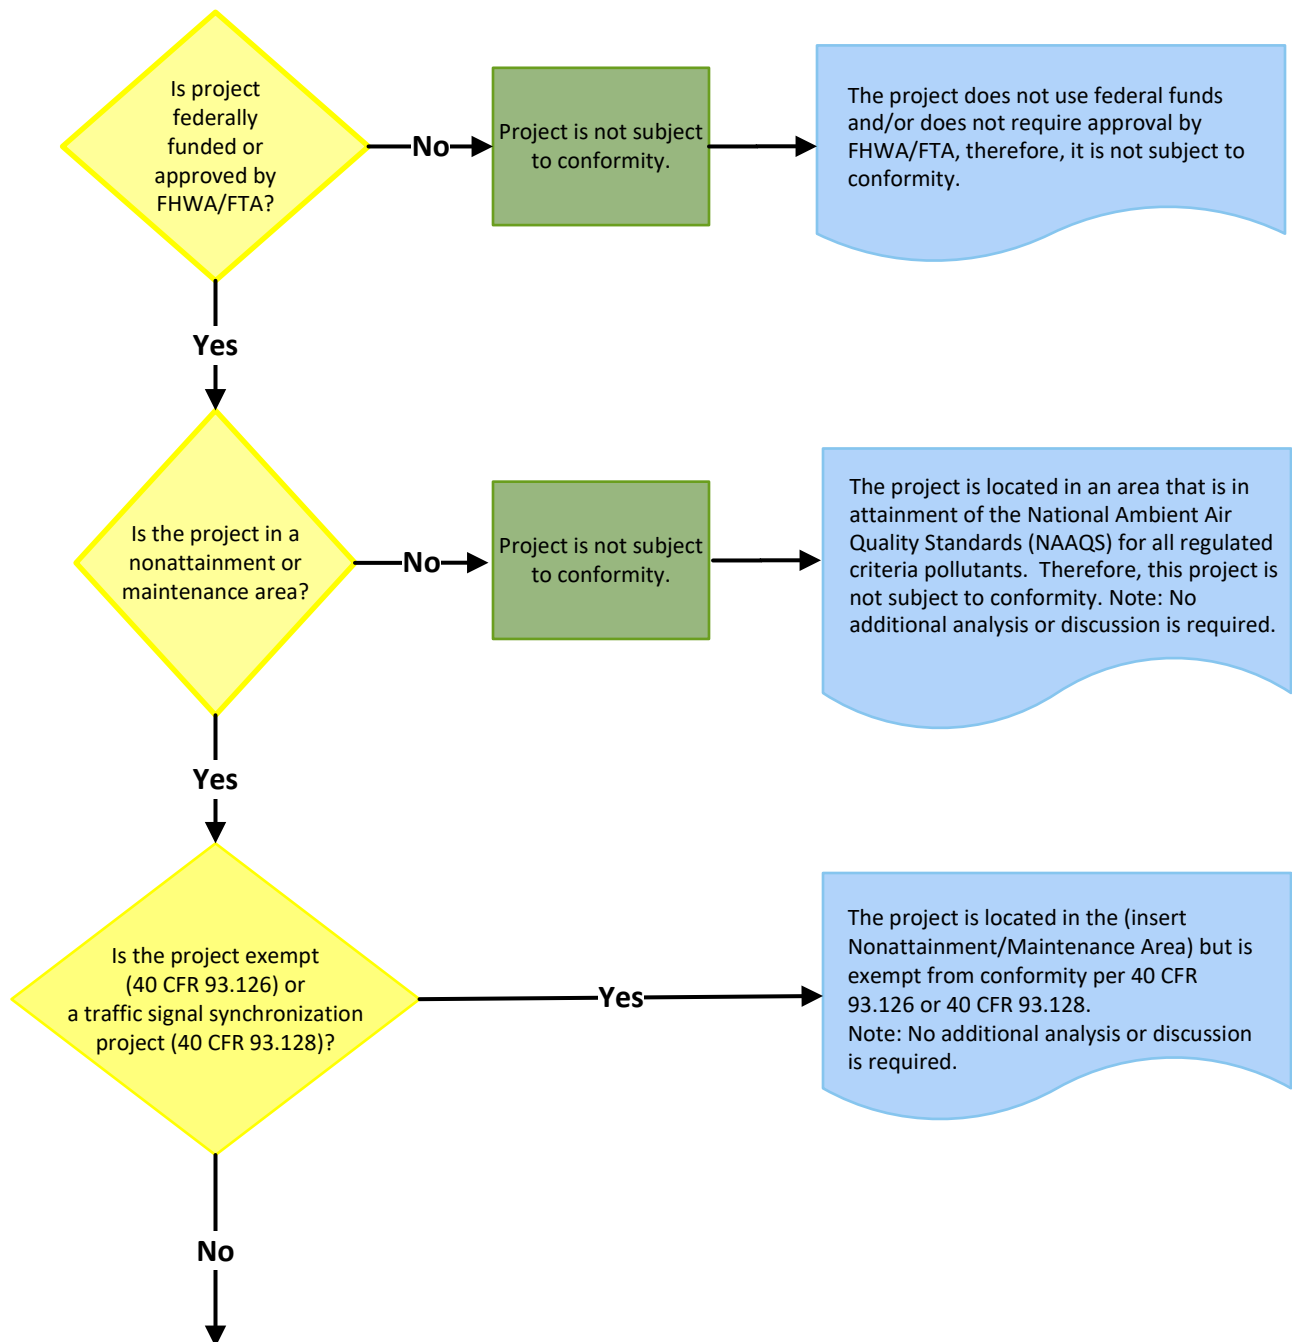 Is project
federally
funded or
approved by
FHWA/FTA?
No
Project is not subject
to conformity.
The project does not use federal funds
and/or does not require approval by
FHWA/FTA, therefore, it is not subject to
conformity.
Yes
Is the project in a
nonattainment or
maintenance area?
No
Project is not subject
to conformity.
The project is located in an area that is in
attainment of the National Ambient Air
Quality Standards (NAAQS) for all regulated
criteria pollutants.  Therefore, this project is
not subject to conformity. Note: No
additional analysis or discussion is required.
Yes
Is the project exempt
(40 CFR 93.126) or
a traffic signal synchronization
project (40 CFR 93.128)?
Yes
The project is located in the (insert
Nonattainment/Maintenance Area) but is
exempt from conformity per 40 CFR
93.126 or 40 CFR 93.128.
Note: No additional analysis or discussion
is required.
No